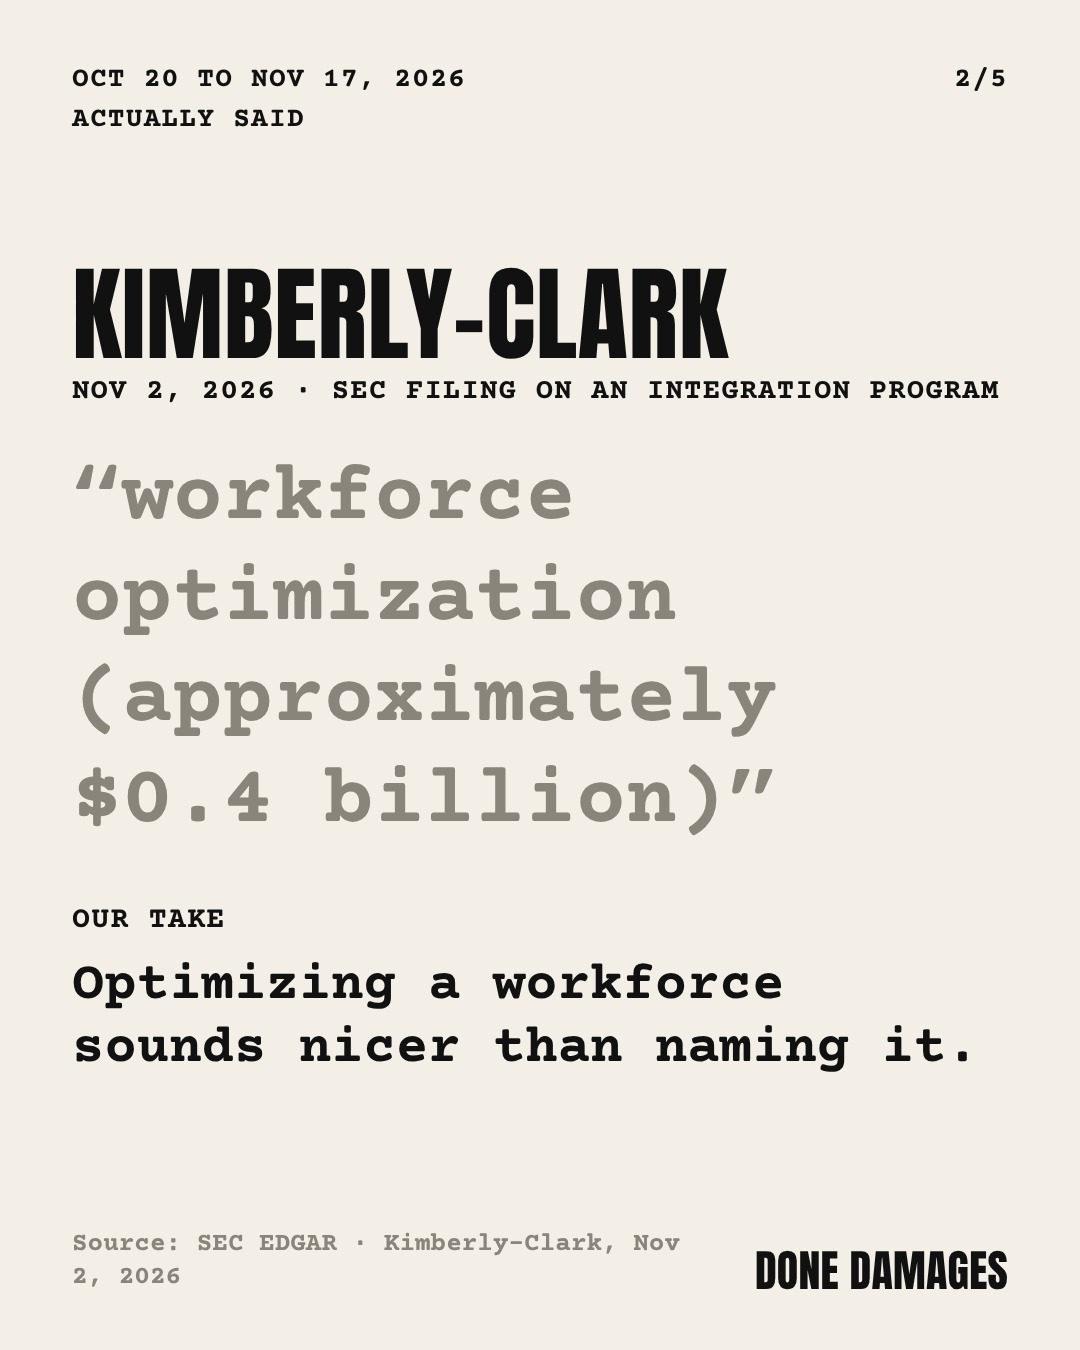 OCT 20 TO NOV 17, 2026
2/5
ACTUALLY SAID
KIMBERLY-CLARK
NOV 2, 2026 · SEC FILING ON AN INTEGRATION PROGRAM
“workforce
optimization
(approximately
$0.4 billion)”
OUR TAKE
Optimizing a workforce
sounds nicer than naming it.
Source: SEC EDGAR · Kimberly-Clark, Nov
2, 2026
DONE DAMAGES